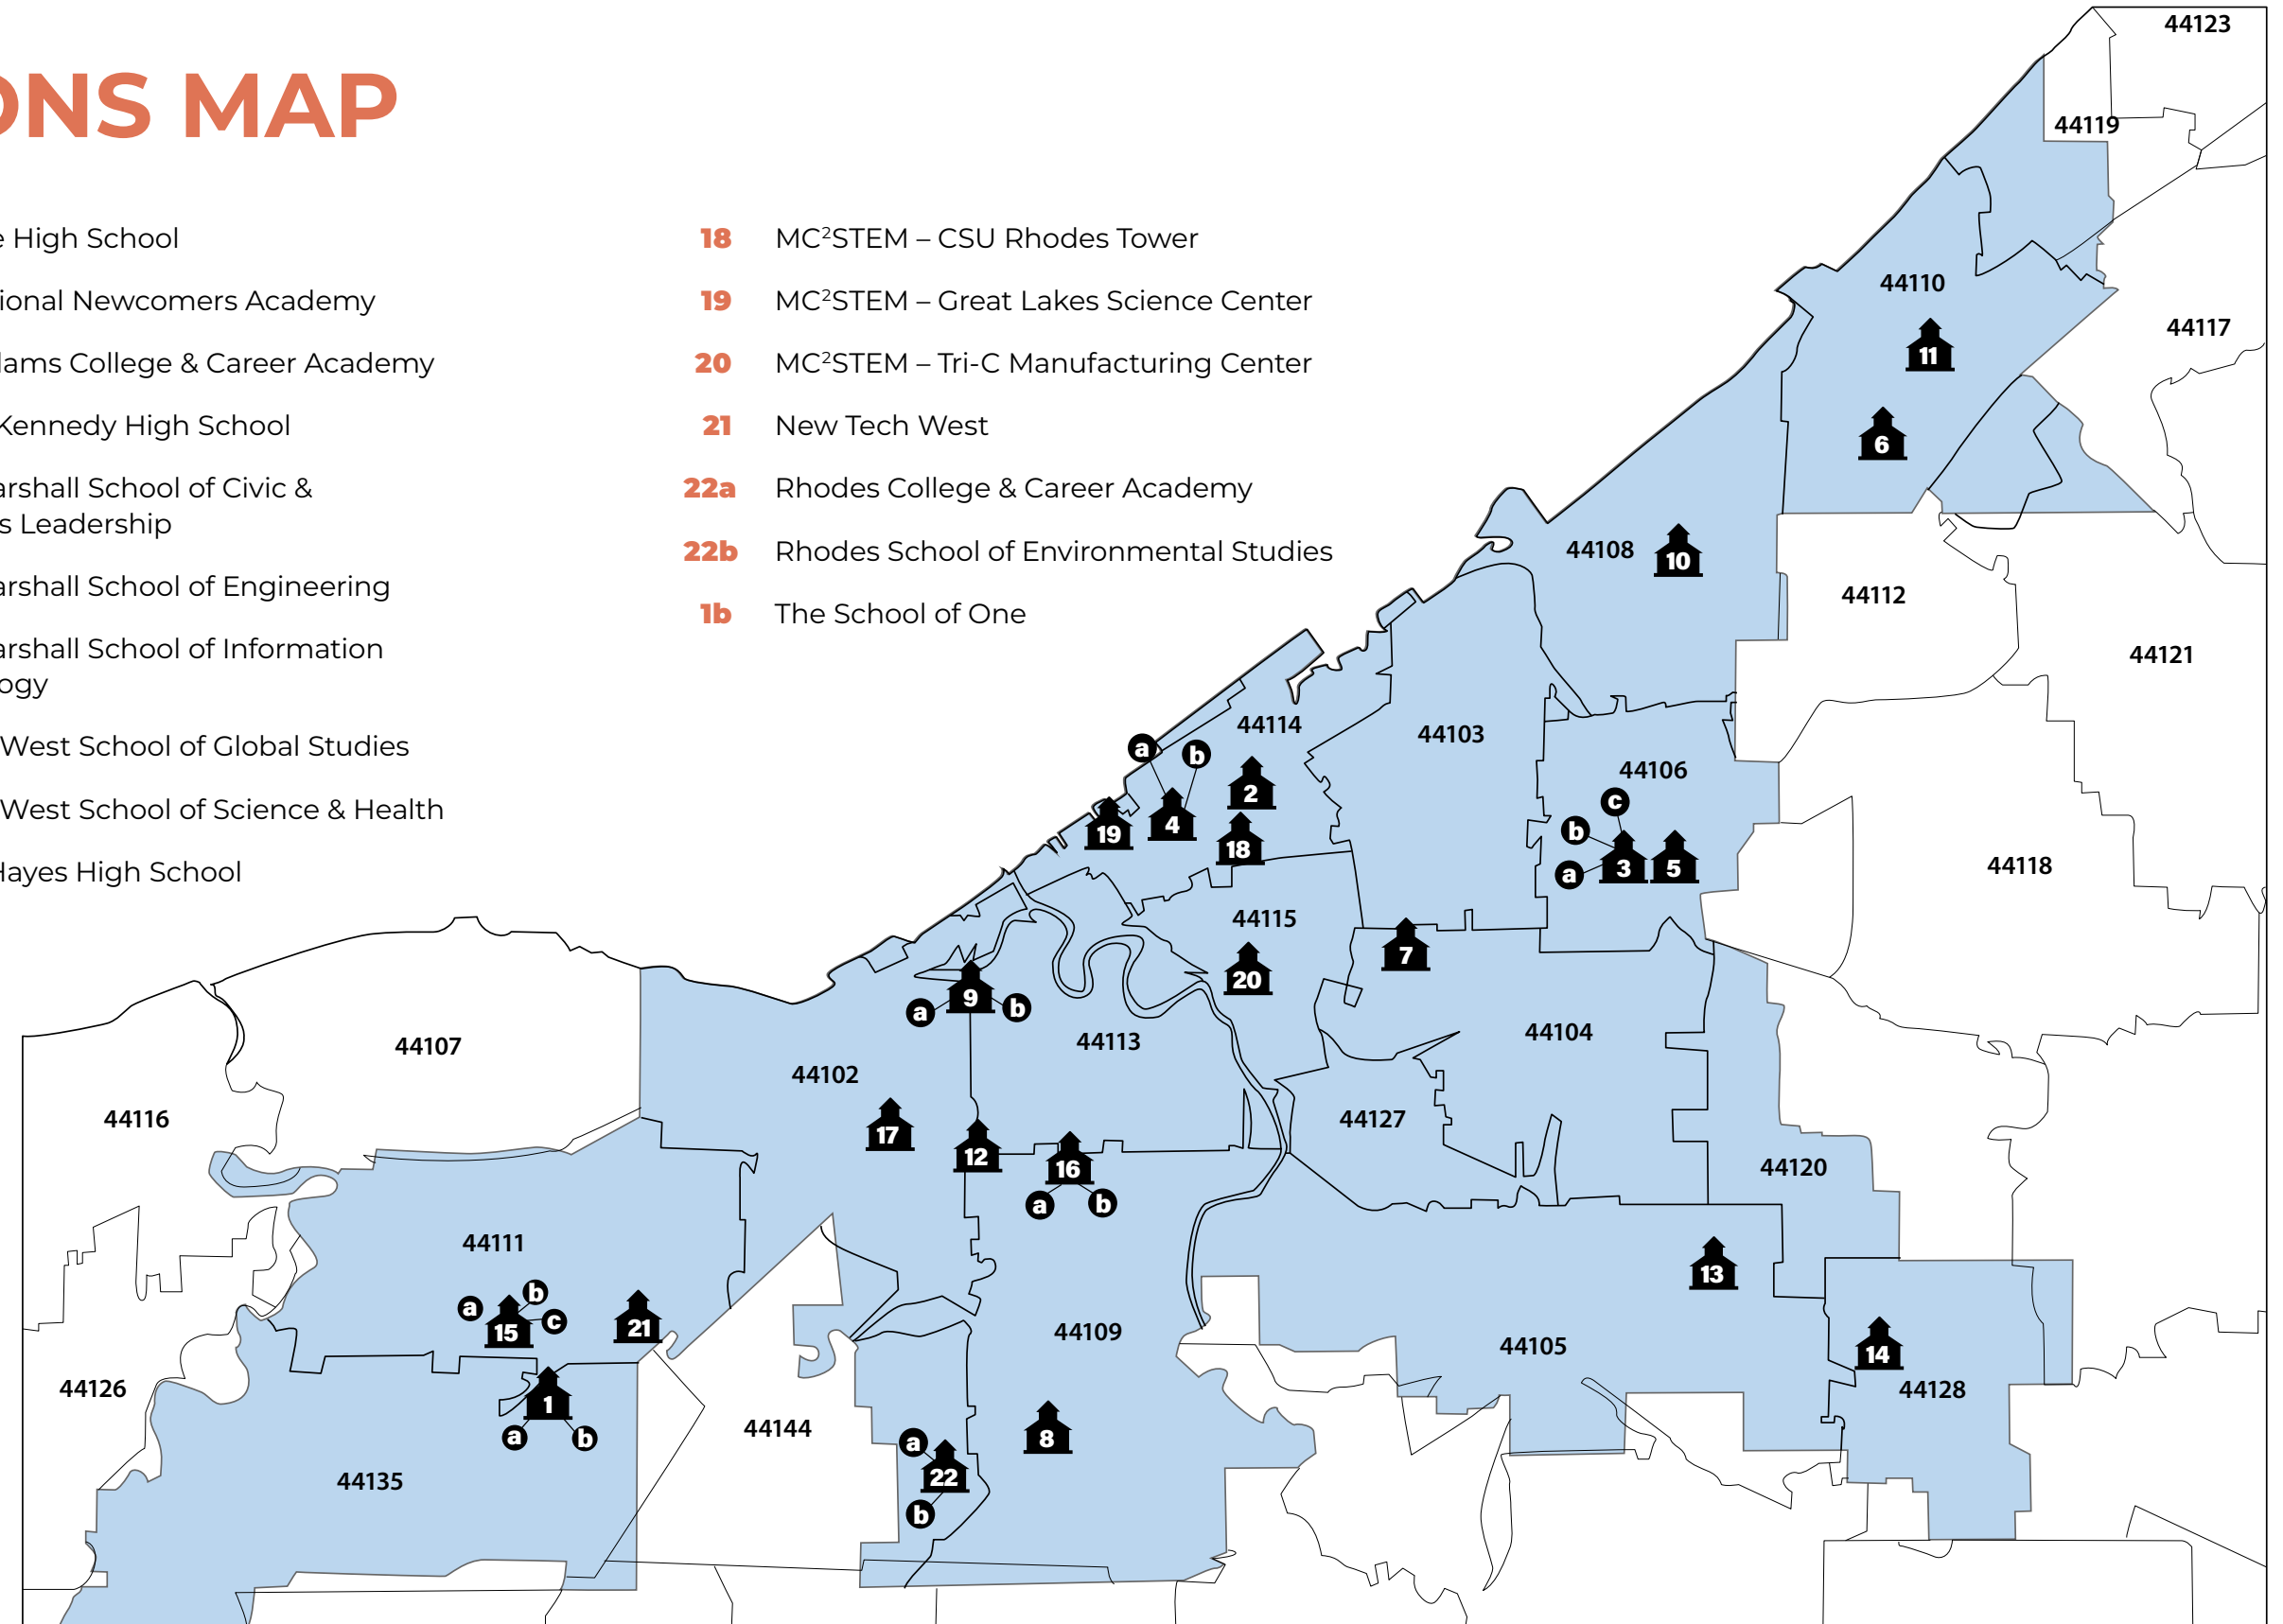 ONS MAP
e High School
ional Newcomers Academy
lams College & Career Academy
Kennedy High School
arshall School of Civic &
s Leadership
arshall School of Engineering
arshall School of Information
ogy
West School of Global Studies
West School of Science & Health
Hayes High School
18 MC²STEM – CSU Rhodes Tower
19 MC²STEM – Great Lakes Science Center
20 MC²STEM – Tri-C Manufacturing Center
21 New Tech West
22a Rhodes College & Career Academy
22b Rhodes School of Environmental Studies
1b The School of One
44123
44119
44110
44117
11
6
44108
10
44112
44121
44114
44103
44106
a
b
2
c
19
4
18
b
3
5
a
44118
44115
7
20
9
a
b
44113
44104
44107
44102
44116
44127
17
12
16
a
b
44120
44111
13
b
a
c
15
21
44109
44105
14
44126
44128
1
a
b
44144
8
a
22
b
44135